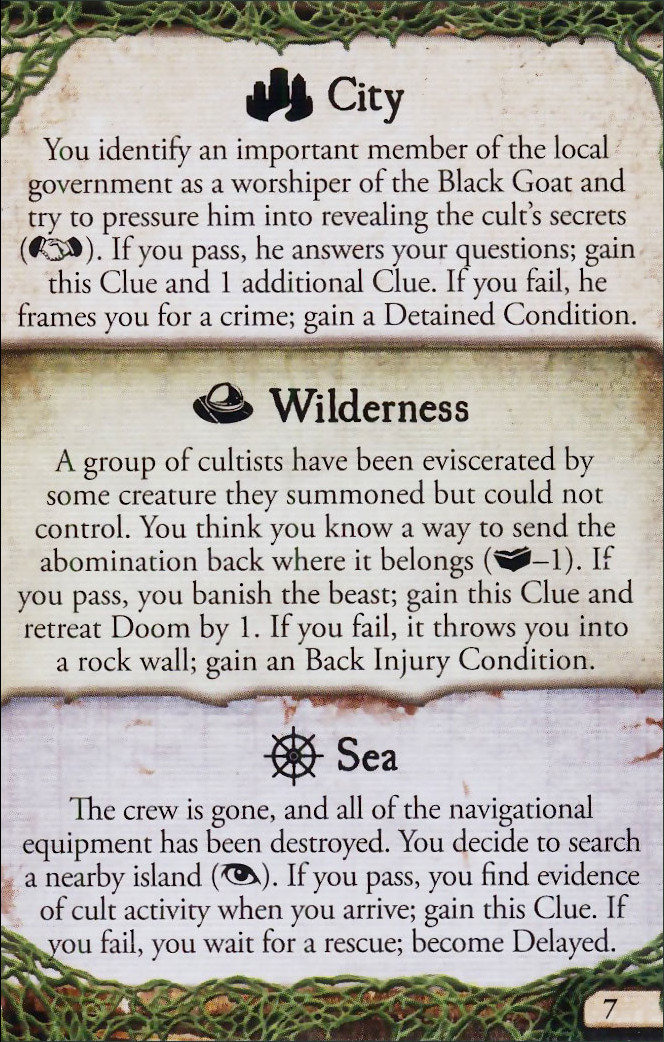 City
You identify an important member of the local
government as a worshiper of the Black Goat and
try to pressure him into revealing the cult's secrets
(). If you pass, he answers your questions; gain
this Clue and 1 additional Clue. If you fail, he
frames you for a crime; gain a Detained Condition.
Wilderness
A group of cultists have been eviscerated by
some creature they summoned but could not
control. You think you know a way to send the
abomination back where it belongs (–1). If
you pass, you banish the beast; gain this Clue and
retreat Doom by 1. If you fail, it throws you into
a rock wall; gain an Back Injury Condition.
Sea
The crew is gone, and all of the navigational
equipment has been destroyed. You decide to search
a nearby island (). If you pass, you find evidence
of cult activity when you arrive; gain this Clue. If
you fail, you wait for a rescue; become Delayed.
7